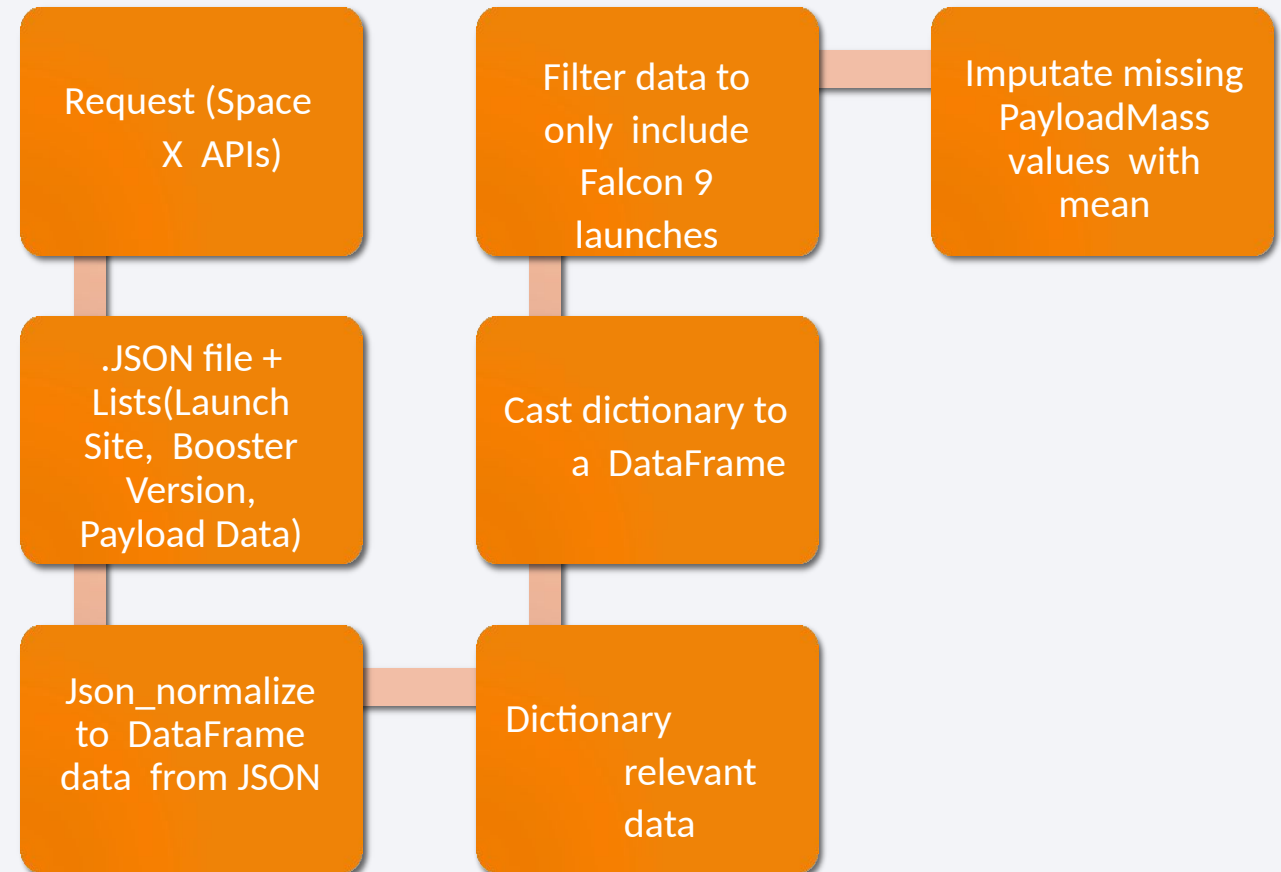 Request (Space
X APIs)
.JSON file +
Lists(Launch
Site, Booster
Version,
Payload Data)
Json_normalize
to DataFrame
data from JSON
Dictionary
relevant
data
Cast dictionary to
a DataFrame
Filter data to
only include
Falcon 9
launches
Imputate missing
PayloadMass
values with
mean